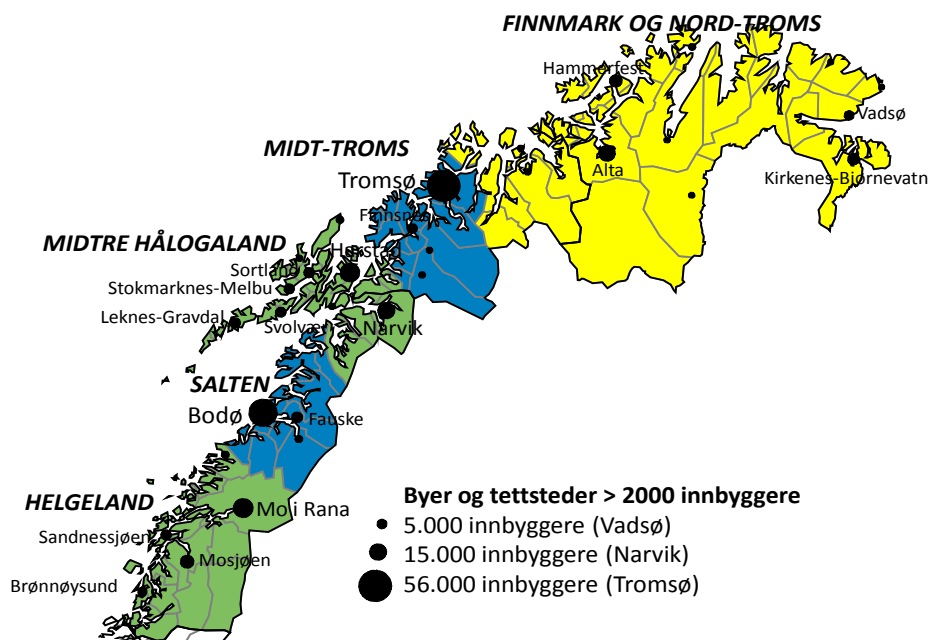 FINNMARK OG NORD-TROMS
Hammerfest
Vadsø
MIDT-TROMS
Alta
Kirkenes-Bjørnevatn
Tromsø
Finnsnes
MIDTRE HÅLOGALAND
Harstad
Sortland
Stokmarknes-Melbu
Leknes-Gravdal
Svolvær
Narvik
SALTEN
Bodø
Fauske
HELGELAND
Mo i Rana
Sandnessjøen
Mosjøen
Brønnøysund
Byer og tettsteder > 2000 innbyggere
5.000 innbyggere (Vadsø)
15.000 innbyggere (Narvik)
56.000 innbyggere (Tromsø)